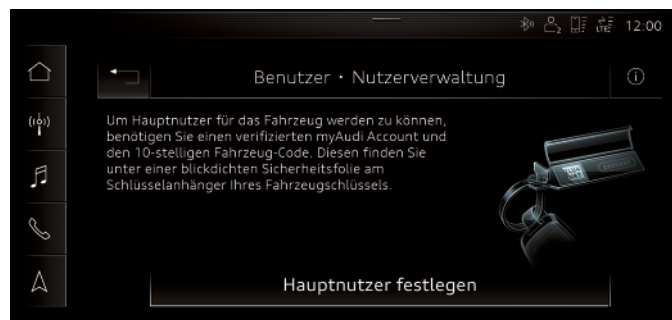 LTE 12:00
Benutzer • Nutzerverwaltung
Um Hauptnutzer für das Fahrzeug werden zu können,
benötigen Sie einen verifizierten myAudi Account und
den 10-stelligen Fahrzeug-Code. Diesen finden Sie
unter einer blickdichten Sicherheitsfolie am
Schlüsselanhänger Ihres Fahrzeugschlüssels.
Hauptnutzer festlegen